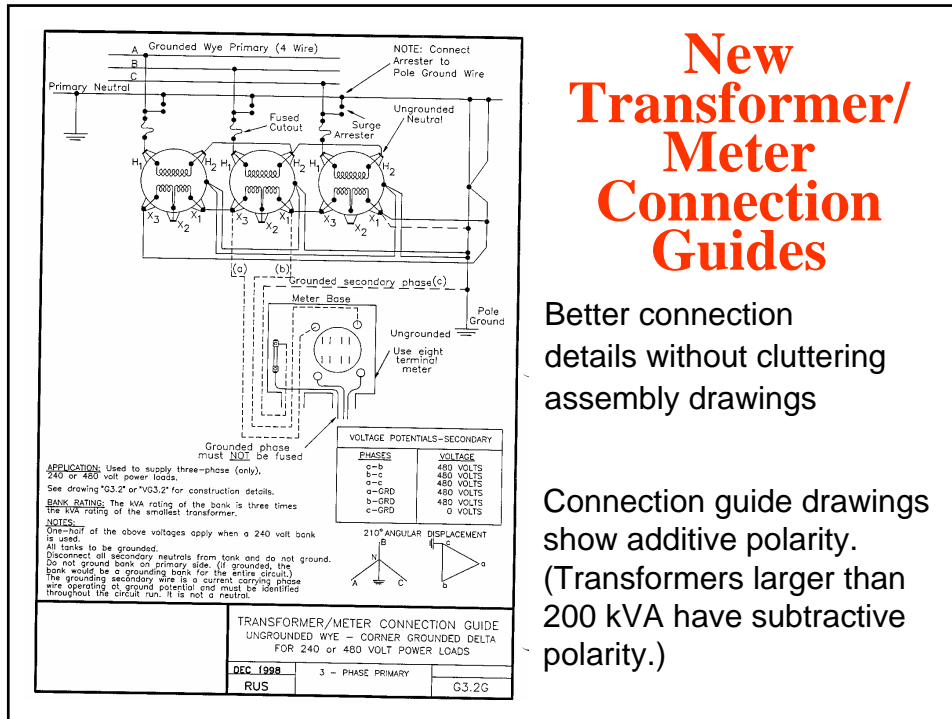 A Grounded Wye Primary (4 Wire)
B
C
Primary Neutral
NOTE: Connect
Arrester to
Pole Ground Wire
Fused
Cutout
Surge
Arrester
Ungrounded
Neutral
H1 H2 H1 H2 H1 H2
X3 X2 X1 X3 X2 X1 X3 X2 X1
(a) (b)
Grounded secondary phase(c)
Meter Base
Pole
Ground
Ungrounded
Use eight
terminal
meter
Grounded phase
must NOT be fused
VOLTAGE POTENTIALS-SECONDARY
PHASES VOLTAGE
a-b 480 VOLTS
b-c 480 VOLTS
a-c 480 VOLTS
a-GRD 480 VOLTS
b-GRD 480 VOLTS
c-GRD 0 VOLTS
APPLICATION: Used to supply three-phase (only),
240 or 480 volt power loads.
See drawing "G3.2" or "VG3.2" for construction details.
BANK RATING: The kVA rating of the bank is three times
the kVA rating of the smallest transformer.
NOTES:
One-half of the above voltages apply when a 240 volt bank
is used.
All tanks to be grounded.
Disconnect all secondary neutrals from tank and do not ground.
Do not ground bank on primary side. (If grounded, the
bank would be a grounding bank for the entire circuit.)
The grounding secondary wire is a current carrying phase
wire operating at ground potential and must be identified
throughout the circuit run. It is not a neutral.
210° ANGULAR DISPLACEMENT
B
N
A C
c
a
b
TRANSFORMER/METER CONNECTION GUIDE
UNGROUNDED WYE - CORNER GROUNDED DELTA
FOR 240 or 480 VOLT POWER LOADS
DEC 1998
RUS
3 - PHASE PRIMARY
G3.2G
New
Transformer/
Meter
Connection
Guides
Better connection
details without cluttering
assembly drawings
Connection guide drawings
show additive polarity.
(Transformers larger than
200 kVA have subtractive
polarity.)